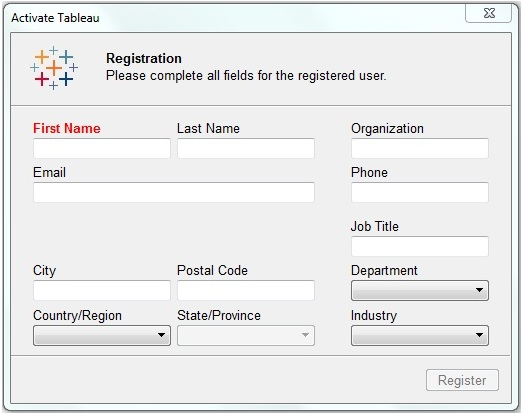 Activate Tableau
Registration
Please complete all fields for the registered user.
First Name
Last Name
Organization
Email
Phone
Job Title
City
Postal Code
Department
Country/Region
State/Province
Industry
Register